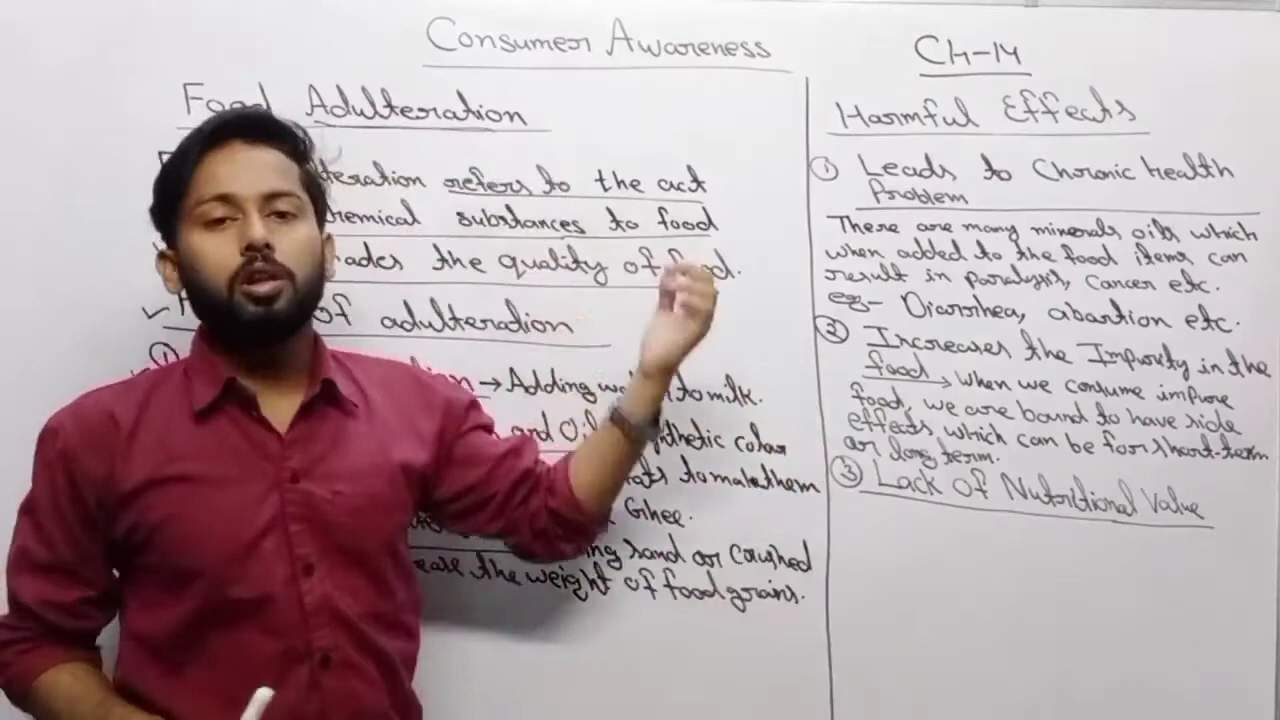 Consumer Awareness
Ch-14
Food Adulteration
refers to the act
substances to food
the quality of food.
of adulteration
① → Adding to milk.
and colour
to make them
Ghee.
sand or crushed
the weight of food grains.
Harmful Effects
① Leads to Chronic health
Problem
There are many minerals oils which
when added to the food items can
result in paralysis, Cancer etc.
eg- Diarrhea, abortion etc.
② Increases the Impurity in the
food → When we consume impure
food, we are bound to have side
effects which can be for short-term
or long term.
③ Lack of Nutritional Value